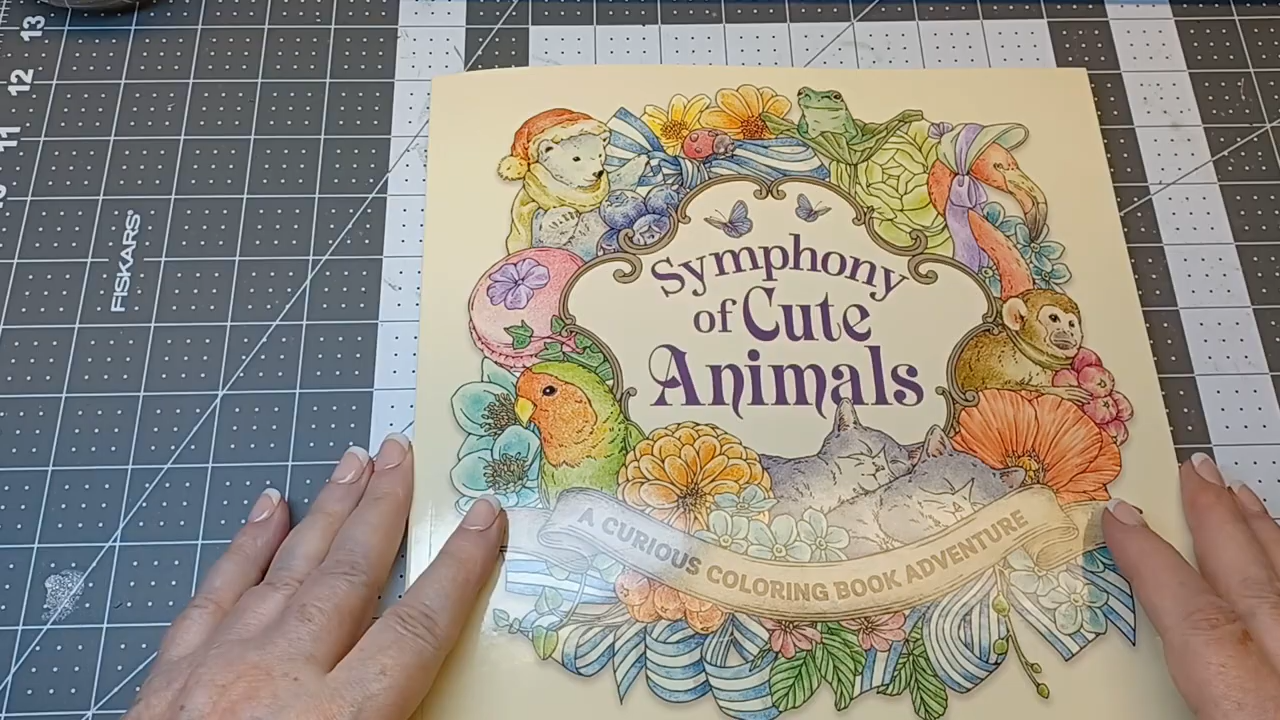 13
12
11
FISKARS®
Symphony
of Cute
Animals
A CURIOUS COLORING BOOK ADVENTURE